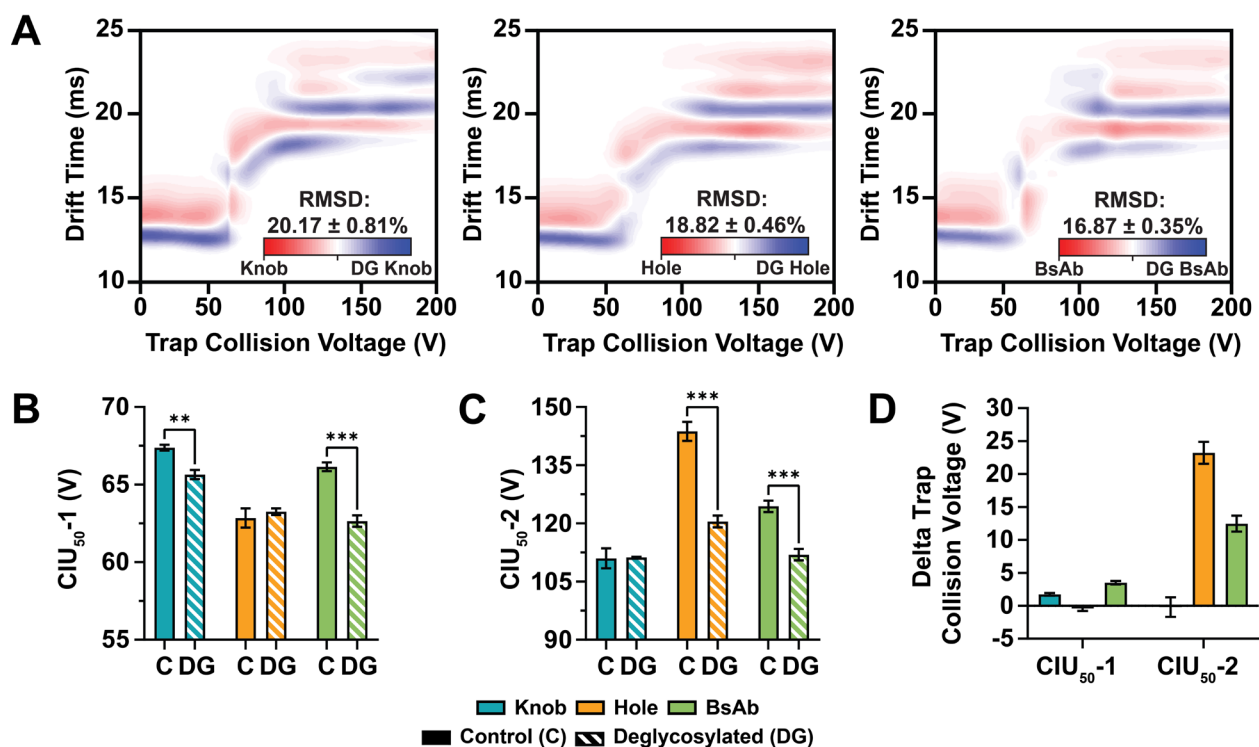 A
Drift Time (ms)
25
20
15
10
RMSD:
20.17 ± 0.81%
Knob DG Knob
0 50 100 150 200
Trap Collision Voltage (V)
Drift Time (ms)
25
20
15
10
RMSD:
18.82 ± 0.46%
Hole DG Hole
0 50 100 150 200
Trap Collision Voltage (V)
Drift Time (ms)
25
20
15
10
RMSD:
16.87 ± 0.35%
BsAb DG BsAb
0 50 100 150 200
Trap Collision Voltage (V)
B
CIU₅₀-1 (V)
70
65
60
55
**
***
C DG C DG C DG
C
CIU₅₀-2 (V)
150
135
120
105
90
***
***
C DG C DG C DG
D
Delta Trap
Collision Voltage (V)
30
25
20
15
10
5
0
-5
CIU₅₀-1 CIU₅₀-2
Knob Hole BsAb
Control (C) Deglycosylated (DG)